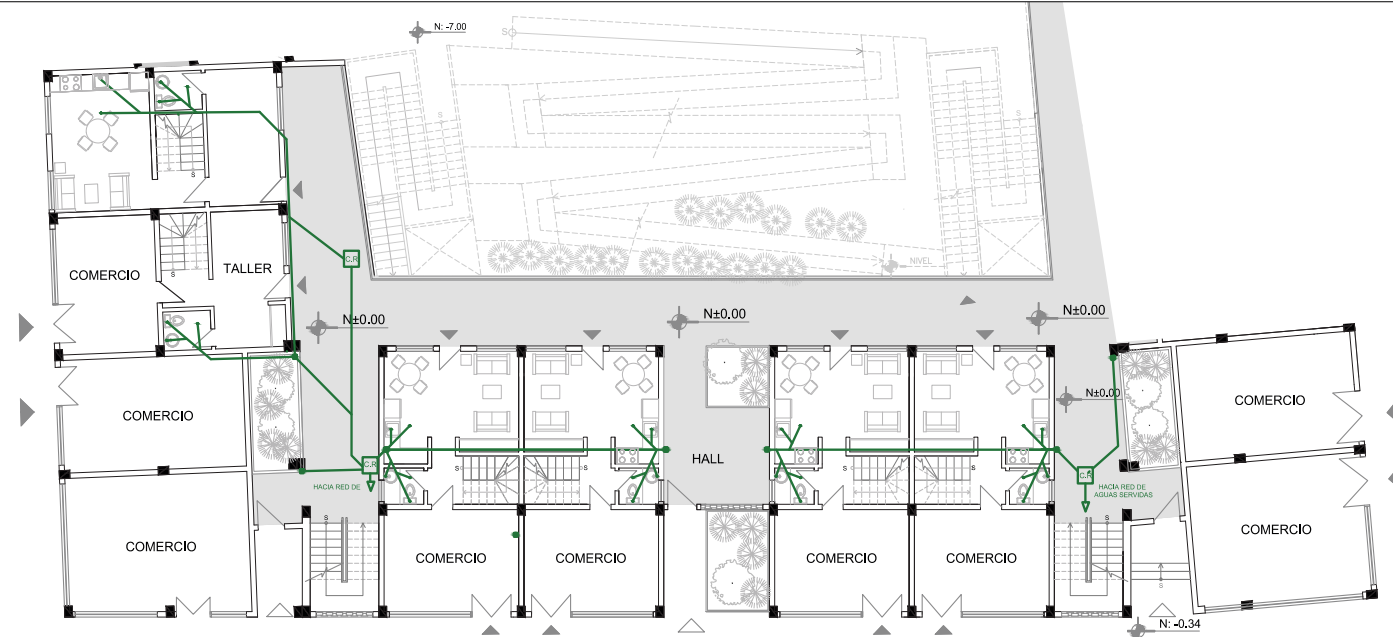 N: -7.00
S
S
S
S
NIVEL
COMERCIO
S
TALLER
C.R
N±0.00
N±0.00
N±0.00
N±0.00
COMERCIO
COMERCIO
HALL
C.R
S
S
S
S
C.R
HACIA RED DE
HACIA RED DE
AGUAS SERVIDAS
S
S
COMERCIO
COMERCIO
COMERCIO
COMERCIO
COMERCIO
COMERCIO
S
N: -0.34